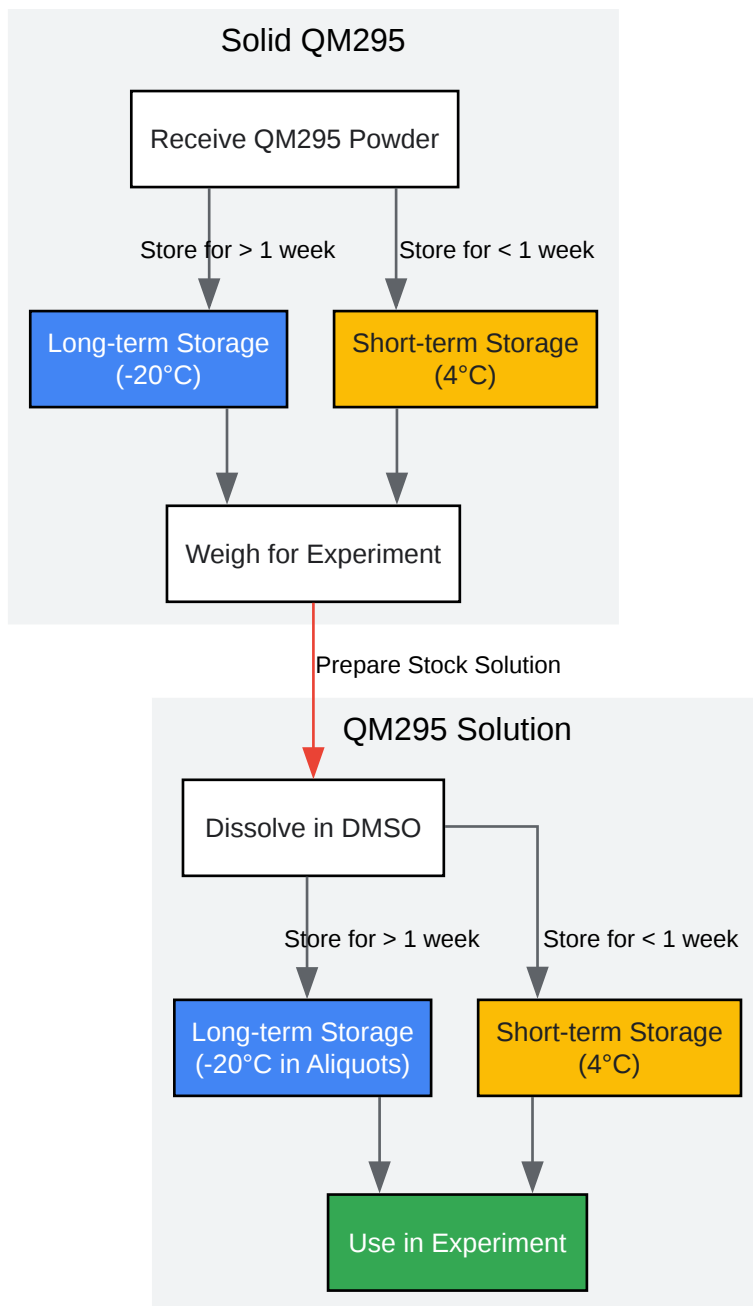 Solid QM295
Receive QM295 Powder
Store for > 1 week
Store for < 1 week
Long-term Storage
(-20°C)
Short-term Storage
(4°C)
Weigh for Experiment
Prepare Stock Solution
QM295 Solution
Dissolve in DMSO
Store for > 1 week
Store for < 1 week
Long-term Storage
(-20°C in Aliquots)
Short-term Storage
(4°C)
Use in Experiment